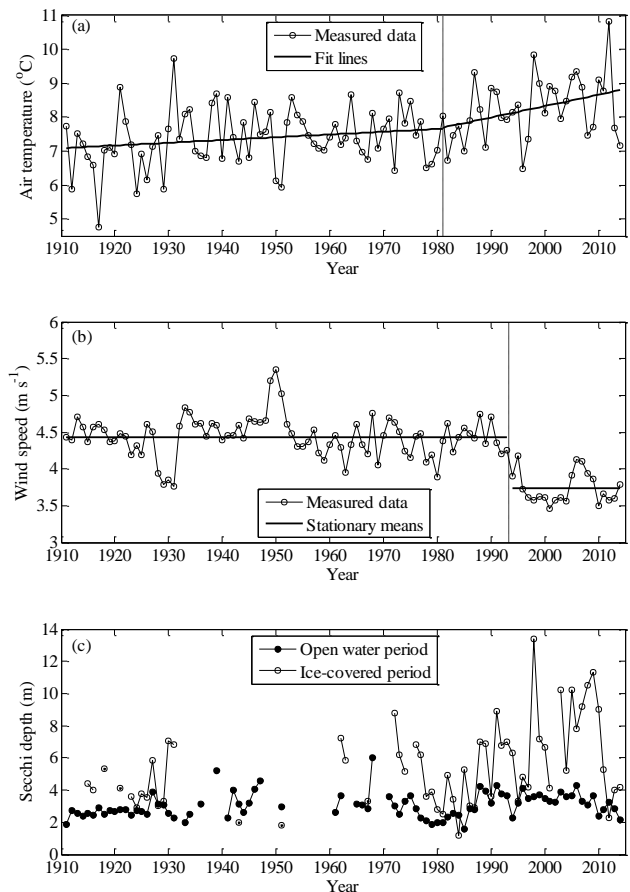 (a)
Measured data
Fit lines
Air temperature (°C)
11
10
9
8
7
6
5
1910 1920 1930 1940 1950 1960 1970 1980 1990 2000 2010
Year
(b)
Measured data
Stationary means
Wind speed (m s-1)
6
5.5
5
4.5
4
3.5
3
1910 1920 1930 1940 1950 1960 1970 1980 1990 2000 2010
Year
(c)
Open water period
Ice-covered period
Secchi depth (m)
14
12
10
8
6
4
2
0
1910 1920 1930 1940 1950 1960 1970 1980 1990 2000 2010
Year